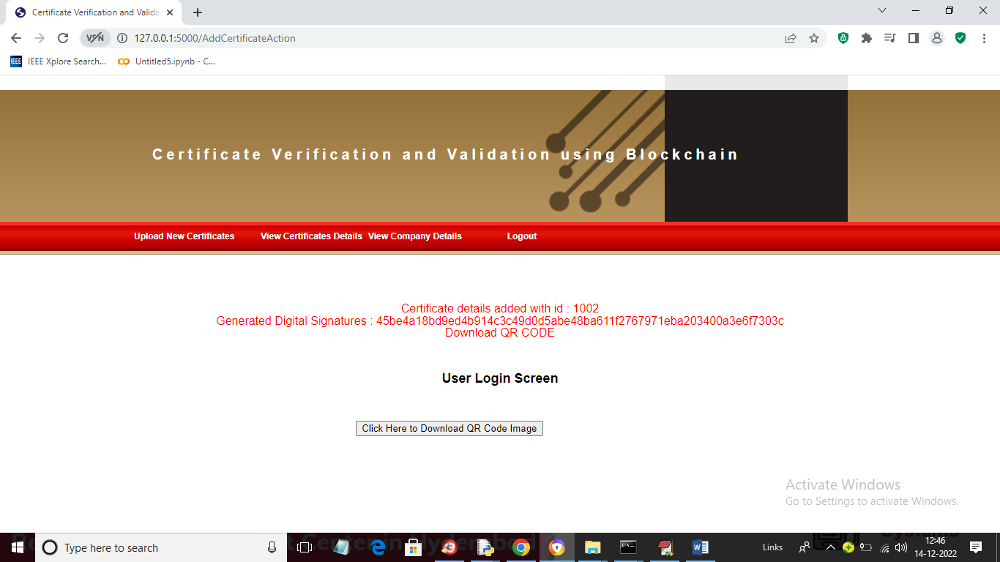 Certificate Verification and Valida
127.0.0.1:5000/AddCertificateAction
IEEE Xplore Search...
Untitled5.ipynb - C...
Certificate Verification and Validation using Blockchain
Upload New Certificates
View Certificates Details
View Company Details
Logout
Certificate details added with id : 1002
Generated Digital Signatures : 45be4a18bd9ed4b914c3c49d0d5abe48ba611f2767971eba203400a3e6f7303c
Download QR CODE
User Login Screen
Click Here to Download QR Code Image
Activate Windows
Go to Settings to activate Windows.
Type here to search
Links
12:46
14-12-2022